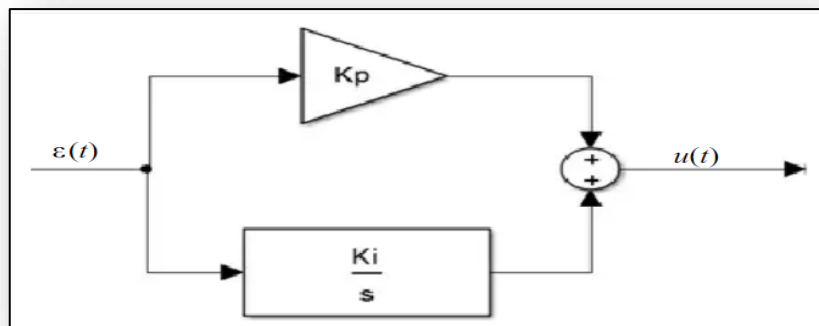 Kp
ε(t)
+
+
u(t)
Ki
s